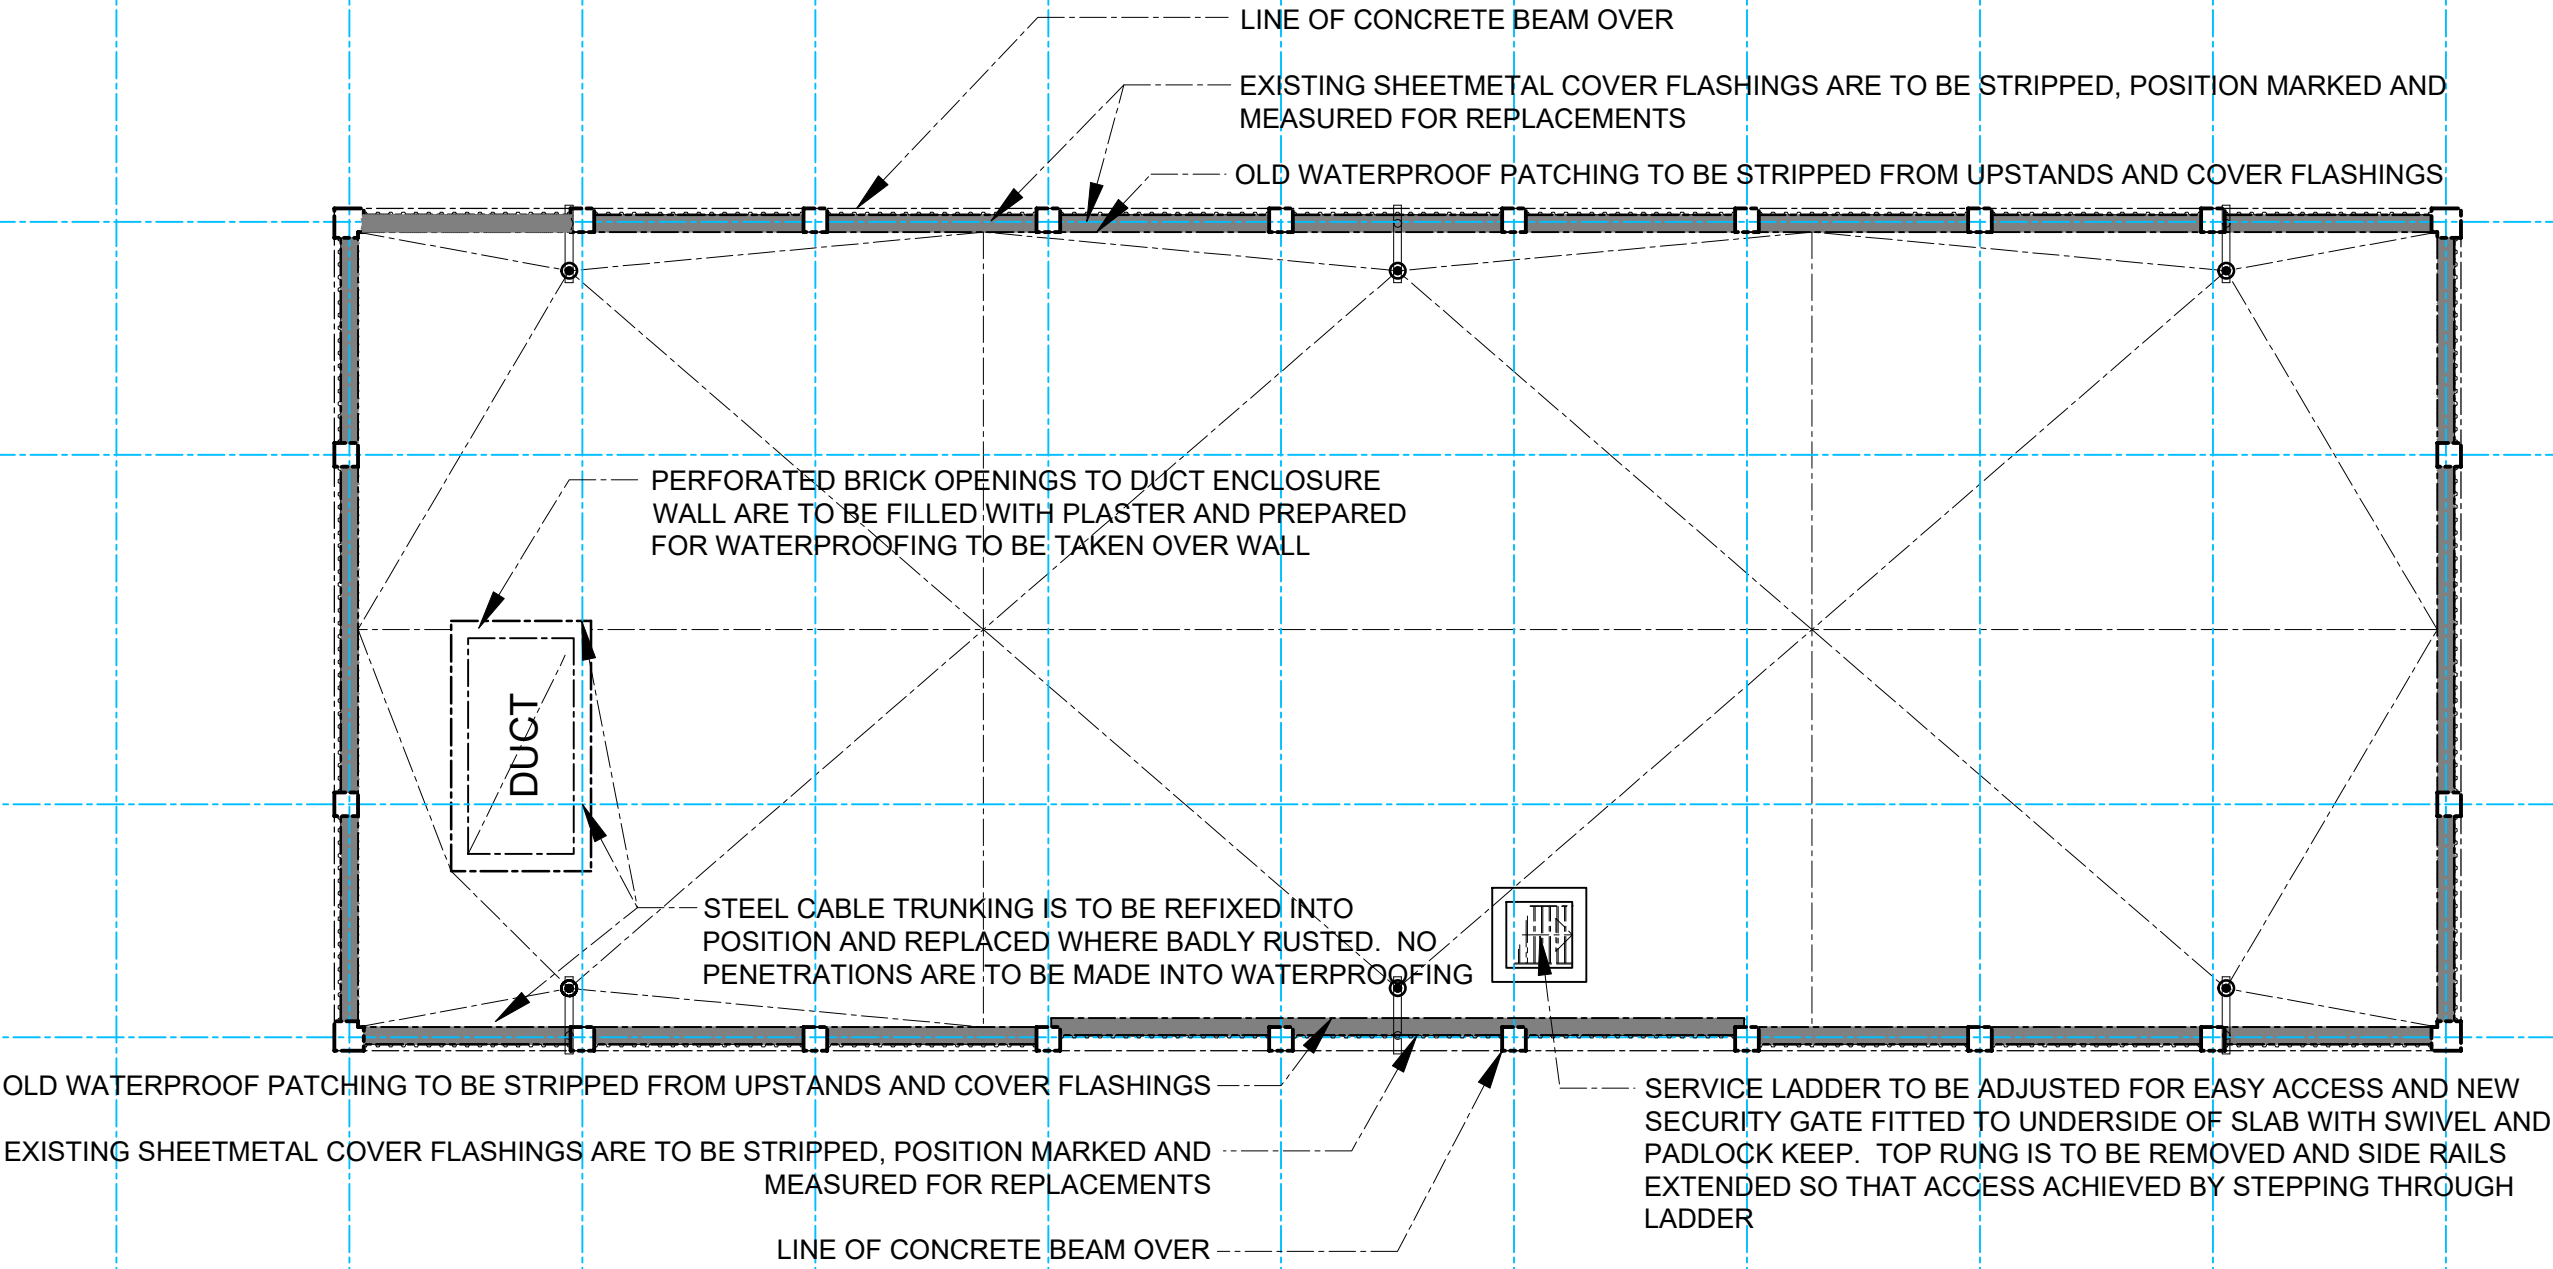 LINE OF CONCRETE BEAM OVER
EXISTING SHEETMETAL COVER FLASHINGS ARE TO BE STRIPPED, POSITION MARKED AND
MEASURED FOR REPLACEMENTS
OLD WATERPROOF PATCHING TO BE STRIPPED FROM UPSTANDS AND COVER FLASHINGS
PERFORATED BRICK OPENINGS TO DUCT ENCLOSURE
WALL ARE TO BE FILLED WITH PLASTER AND PREPARED
FOR WATERPROOFING TO BE TAKEN OVER WALL
DUCT
STEEL CABLE TRUNKING IS TO BE REFIXED INTO
POSITION AND REPLACED WHERE BADLY RUSTED. NO
PENETRATIONS ARE TO BE MADE INTO WATERPROOFING
OLD WATERPROOF PATCHING TO BE STRIPPED FROM UPSTANDS AND COVER FLASHINGS
EXISTING SHEETMETAL COVER FLASHINGS ARE TO BE STRIPPED, POSITION MARKED AND
MEASURED FOR REPLACEMENTS
LINE OF CONCRETE BEAM OVER
SERVICE LADDER TO BE ADJUSTED FOR EASY ACCESS AND NEW
SECURITY GATE FITTED TO UNDERSIDE OF SLAB WITH SWIVEL AND
PADLOCK KEEP. TOP RUNG IS TO BE REMOVED AND SIDE RAILS
EXTENDED SO THAT ACCESS ACHIEVED BY STEPPING THROUGH
LADDER